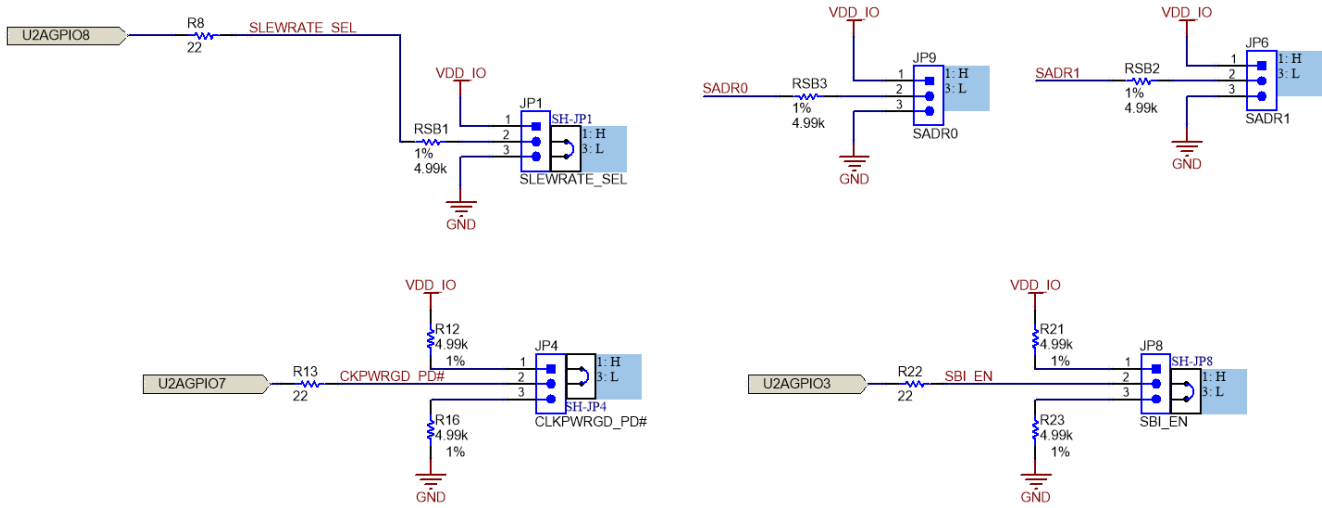 U2AGPIO8
R8
22
SLEWRATE_SEL
VDD_IO
JP1
SH-JP1
1
2
3
1: H
3: L
RSB1
1%
4.99k
SLEWRATE_SEL
GND
VDD_IO
JP9
1: H
3: L
1
2
3
SADR0
RSB3
1%
4.99k
SADR0
GND
VDD_IO
JP6
1: H
3: L
1
2
3
SADR1
RSB2
1%
4.99k
SADR1
GND
VDD_IO
R12
4.99k
1%
JP4
1
2
3
1: H
3: L
U2AGPIO7
R13
22
CKPWRGD_PD#
SH-JP4
CLKPWRGD_PD#
R16
4.99k
1%
GND
VDD_IO
R21
4.99k
1%
JP8
SH-JP8
1
2
3
1: H
3: L
U2AGPIO3
R22
22
SBI_EN
SBI_EN
R23
4.99k
1%
GND